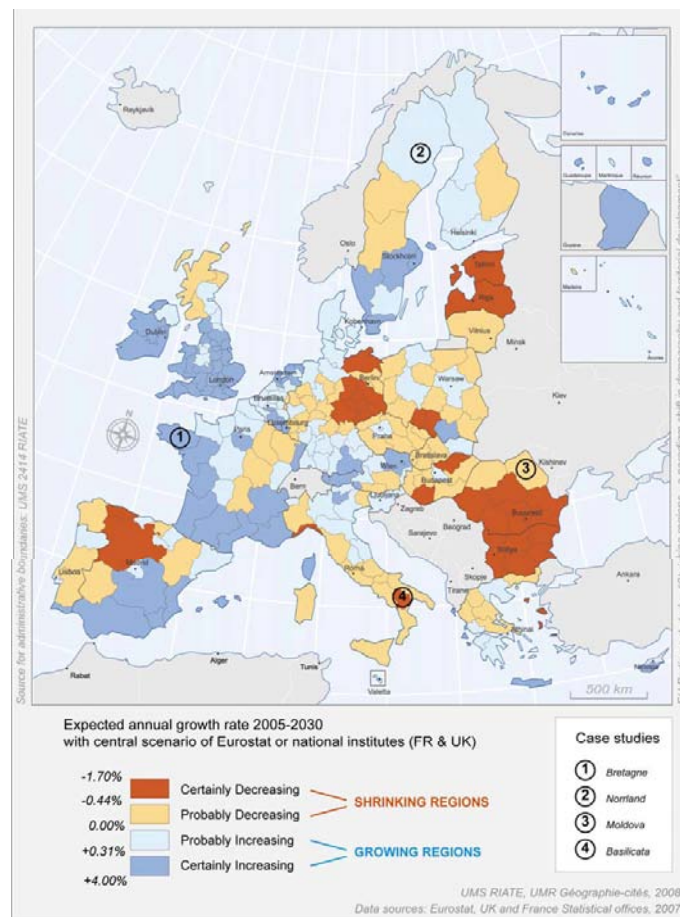 Reykjavik
Canarias
Guadeloupe
Martinique
Réunion
Guyane
Madeira
Açores
Oslo
Helsinki
Stockholm
Tallinn
Riga
København
Vilnius
Minsk
Dublin
London
Amsterdam
Berlin
Warsaw
Kiev
Bruxelles
Luxembourg
Praha
Paris
Wien
Bratislava
Budapest
Kishinev
Bern
Ljubljana
Zagreb
Bucarest
Sarajevo
Beograd
Sofiya
Madrid
Lisboa
Roma
Skopje
Tirane
Ankara
Athinai
Rabat
Alger
Tunis
Valletta
Nicosia
N
1
2
3
4
500 km
Source for administrative boundaries: UMS 2414 RIATE
Expected annual growth rate 2005-2030
with central scenario of Eurostat or national institutes (FR & UK)
-1.70%
-0.44%
0.00%
+0.31%
+4.00%
Certainly Decreasing
Probably Decreasing
SHRINKING REGIONS
Probably Increasing
Certainly Increasing
GROWING REGIONS
Case studies
1 Bretagne
2 Norrland
3 Moldova
4 Basilicata
UMS RIATE, UMR Géographie-cités, 2008
Data sources: Eurostat, UK and France Statistical offices, 2007